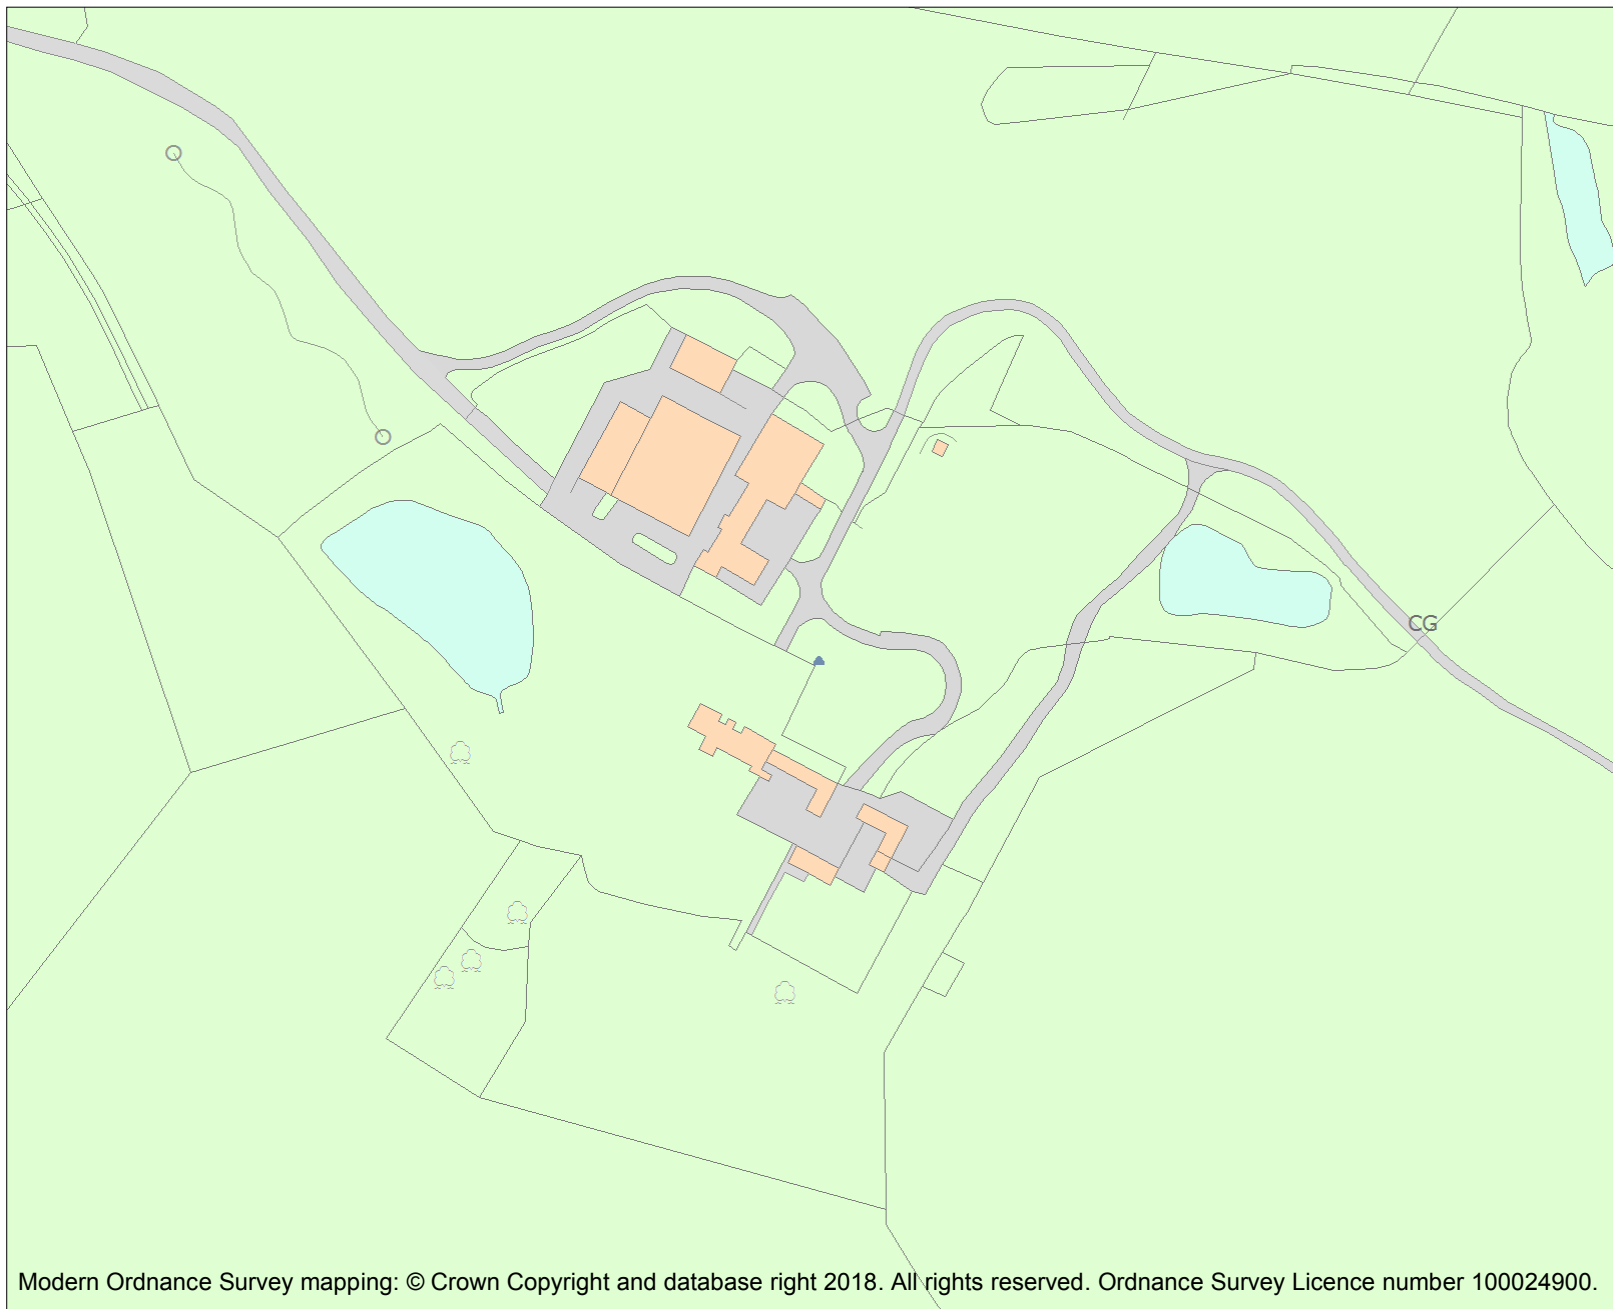 CG
Modern Ordnance Survey mapping: © Crown Copyright and database right 2018. All rights reserved. Ordnance Survey Licence number 100024900.